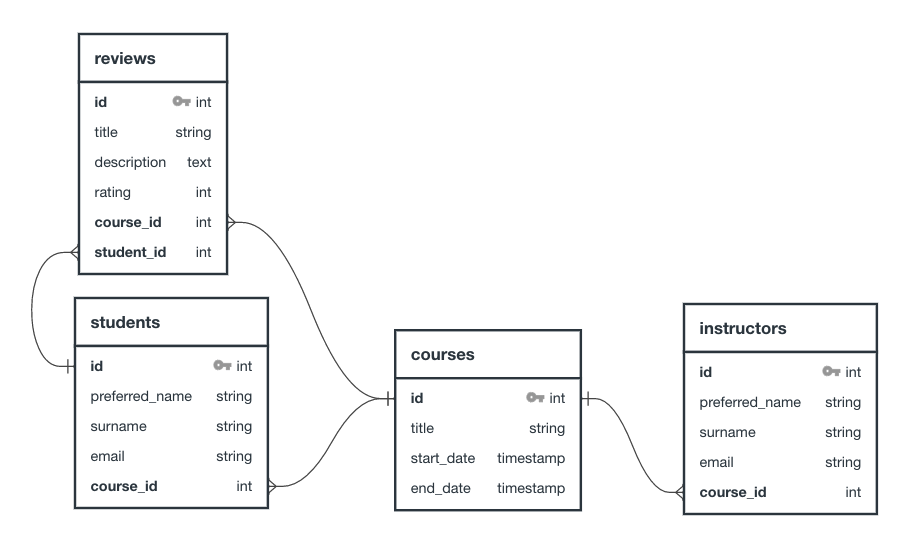 reviews
id int
title string
description text
rating int
course_id int
student_id int
students
id int
preferred_name string
surname string
email string
course_id int
courses
id int
title string
start_date timestamp
end_date timestamp
instructors
id int
preferred_name string
surname string
email string
course_id int